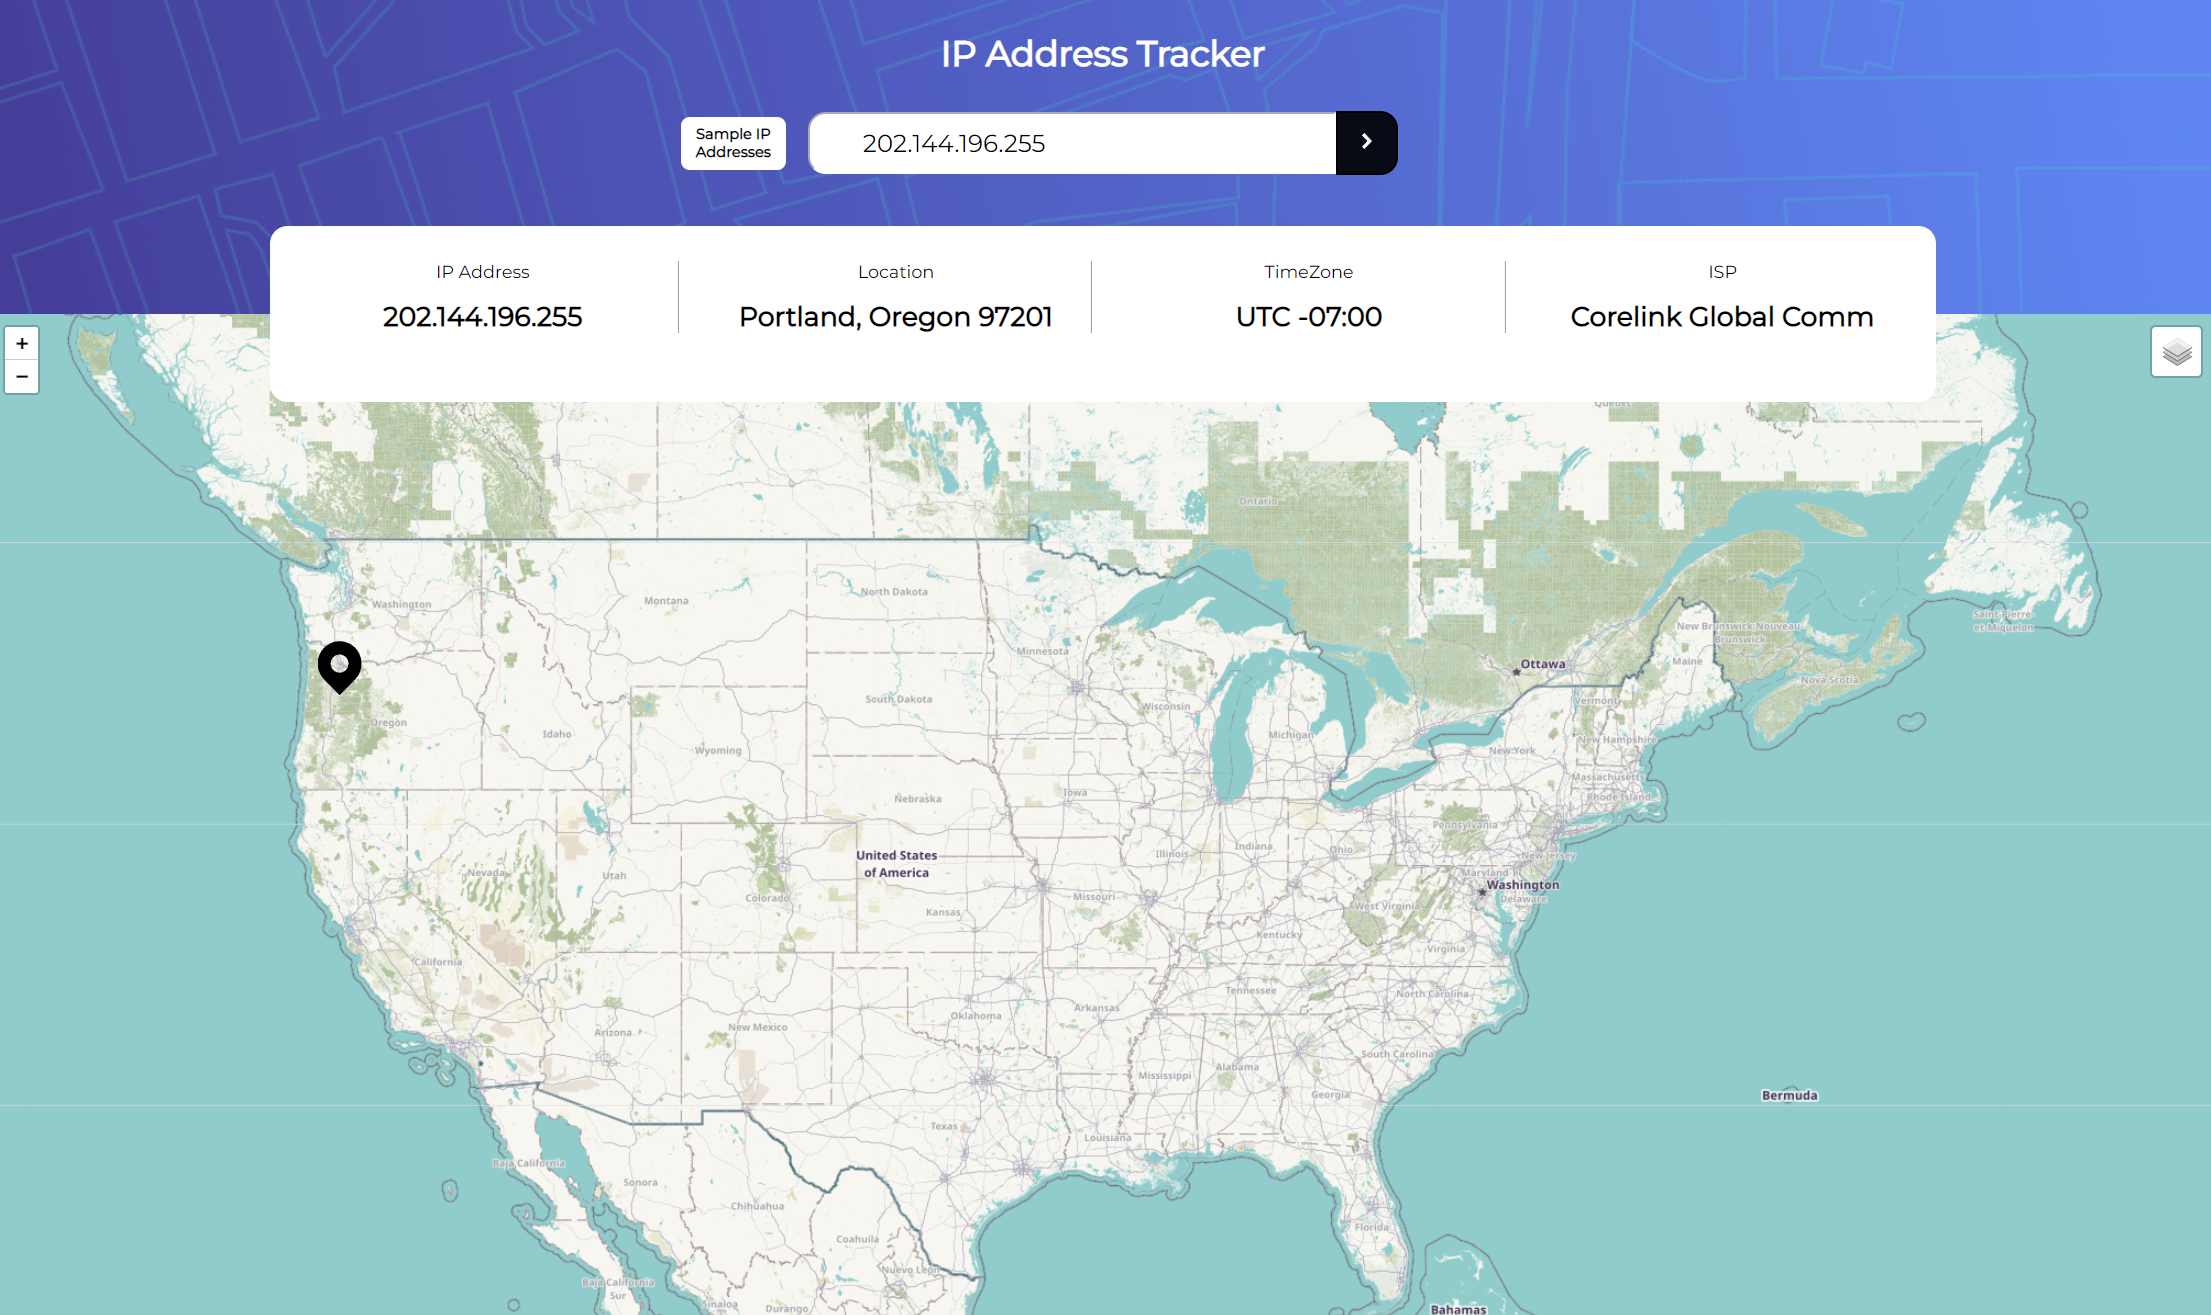 IP Address Tracker
Sample IP
Addresses
202.144.196.255
IP Address
202.144.196.255
Location
Portland, Oregon 97201
TimeZone
UTC -07:00
ISP
Corelink Global Comm
+
−
Quebec
Ontario
Washington
Montana
North Dakota
Minnesota
Ottawa
New Brunswick/Nouveau-
Brunswick
Saint-Pierre-
et-Miquelon
Maine
Nova Scotia
Oregon
Idaho
Wyoming
South Dakota
Wisconsin
Michigan
Vermont
New Hampshire
New York
Massachusetts
Rhode Island
Nebraska
Iowa
Pennsylvania
United States
of America
Illinois
Indiana
Ohio
New Jersey
Maryland
Washington
Delaware
Nevada
Utah
Colorado
Kansas
Missouri
West Virginia
Kentucky
Virginia
California
Arizona
New Mexico
Oklahoma
Arkansas
Tennessee
North Carolina
South Carolina
Mississippi
Alabama
Georgia
Bermuda
Texas
Louisiana
Baja California
Sonora
Chihuahua
Coahuila
Florida
Nuevo León
Baja California
Sur
Sinaloa
Durango
Bahamas